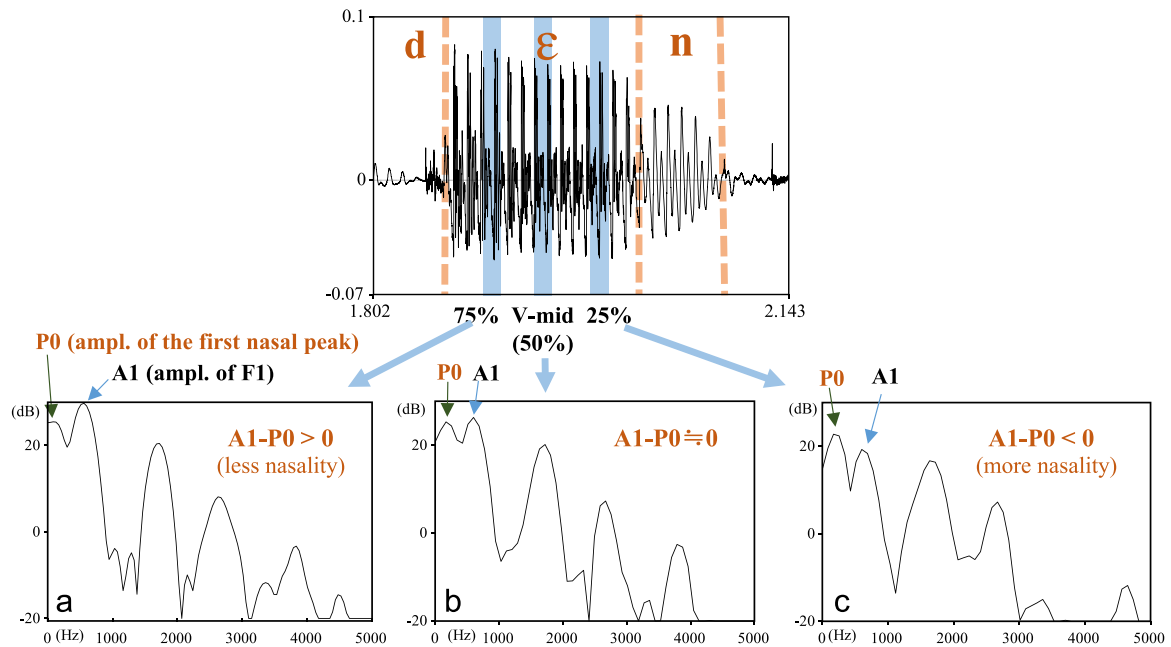 0.1
d
ɛ
n
0
-0.07
1.802
2.143
75%
V-mid
(50%)
25%
P0 (ampl. of the first nasal peak)
A1 (ampl. of F1)
(dB)
20
0
-20
A1-P0 > 0
(less nasality)
a
0
(Hz)
1000
2000
3000
4000
5000
P0
A1
(dB)
20
0
-20
A1-P0≒0
b
0
(Hz)
1000
2000
3000
4000
5000
P0
A1
(dB)
20
0
-20
A1-P0 < 0
(more nasality)
c
0
(Hz)
1000
2000
3000
4000
5000